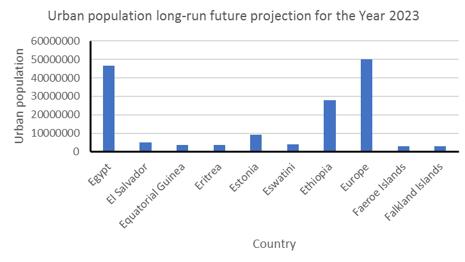 Urban population long-run future projection for the Year 2023
Urban population
60000000
50000000
40000000
30000000
20000000
10000000
0
Egypt
El Salvador
Equatorial Guinea
Eritrea
Estonia
Eswatini
Ethiopia
Europe
Faeroe Islands
Falkland Islands
Country